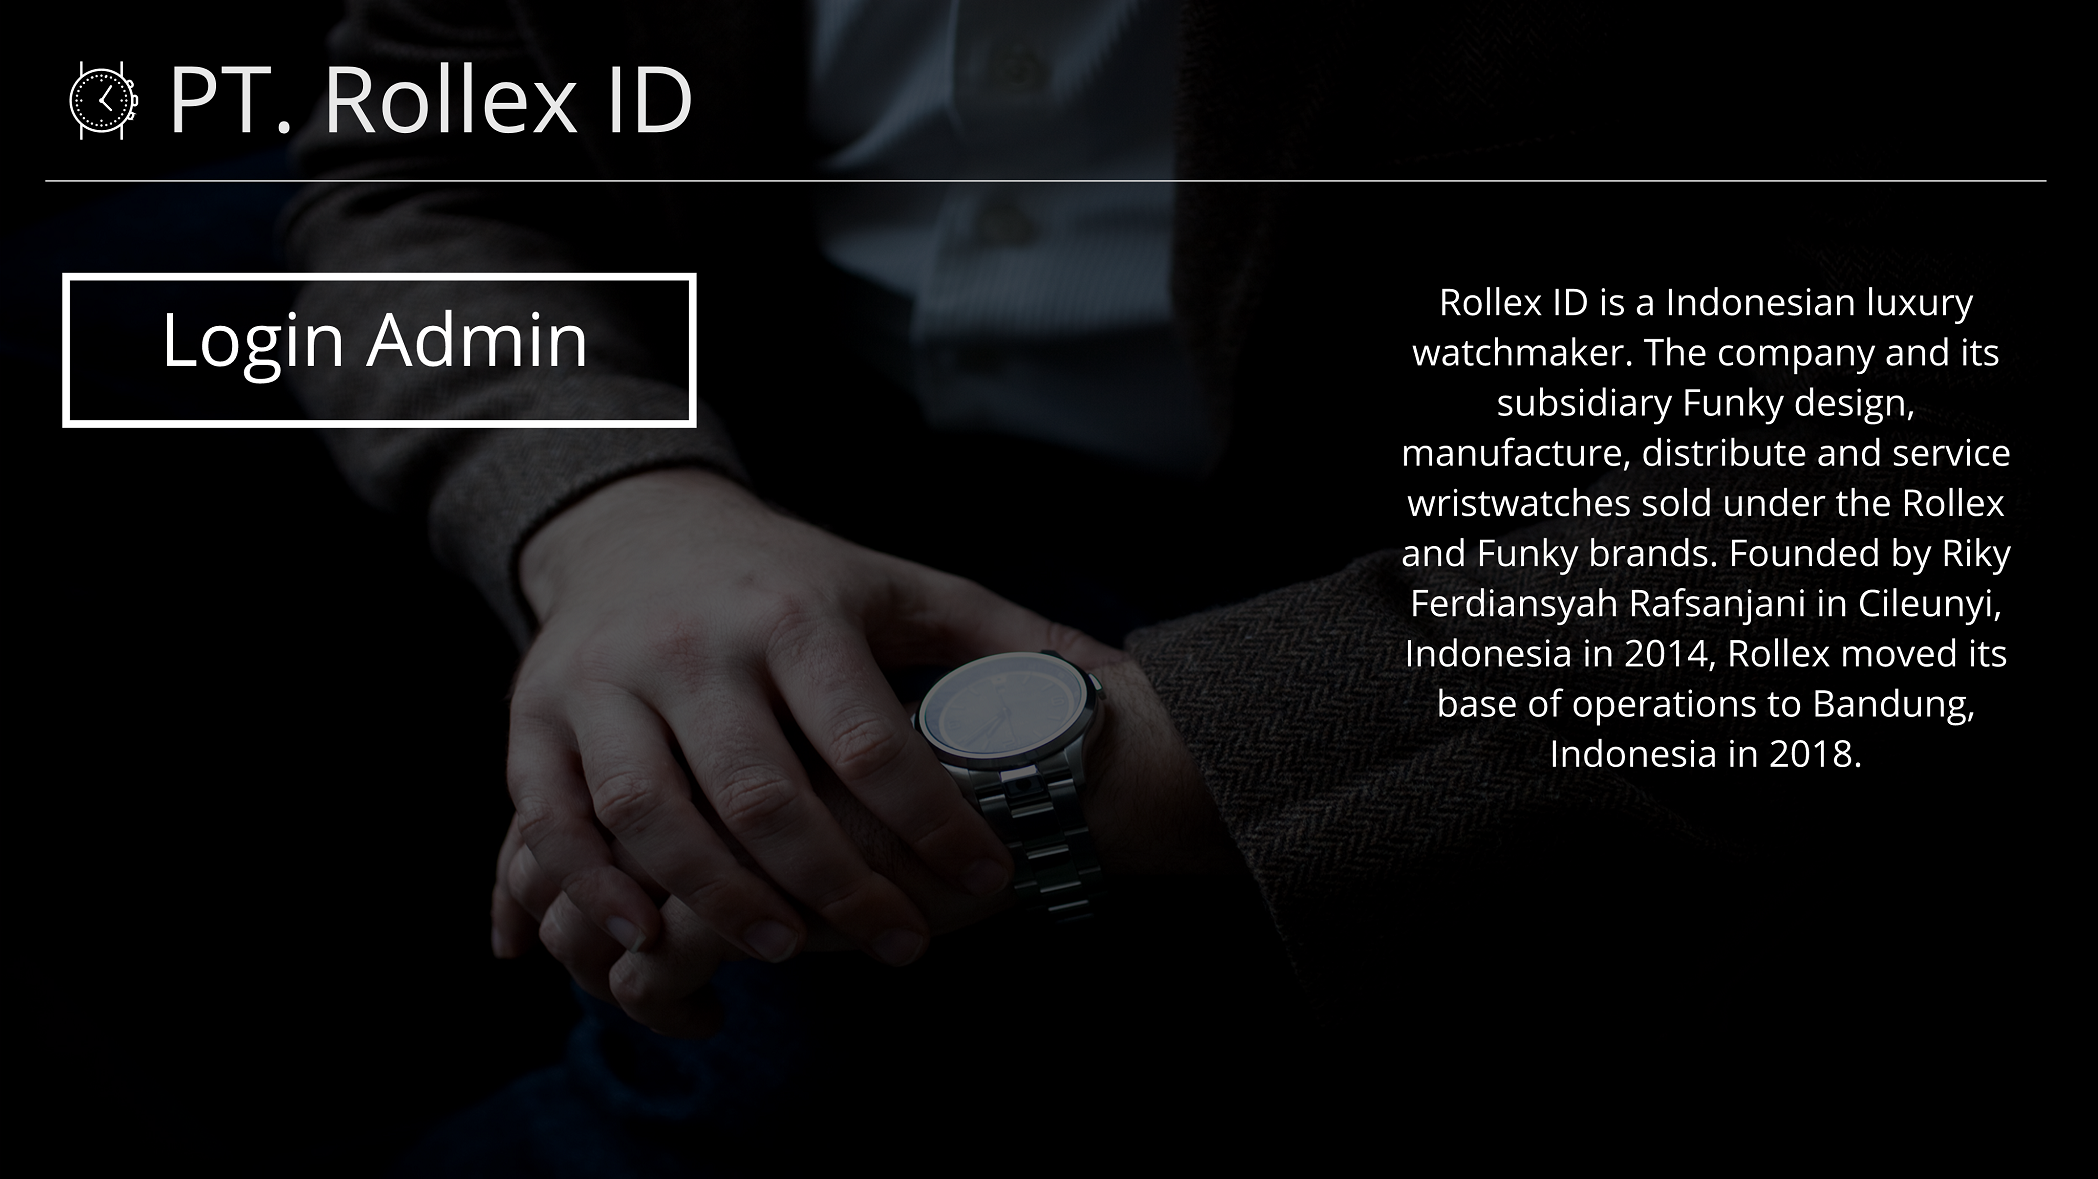 PT. Rollex ID
Login Admin
Rollex ID is a Indonesian luxury
watchmaker. The company and its
subsidiary Funky design,
manufacture, distribute and service
wristwatches sold under the Rollex
and Funky brands. Founded by Riky
Ferdiansyah Rafsanjani in Cileunyi,
Indonesia in 2014, Rollex moved its
base of operations to Bandung,
Indonesia in 2018.